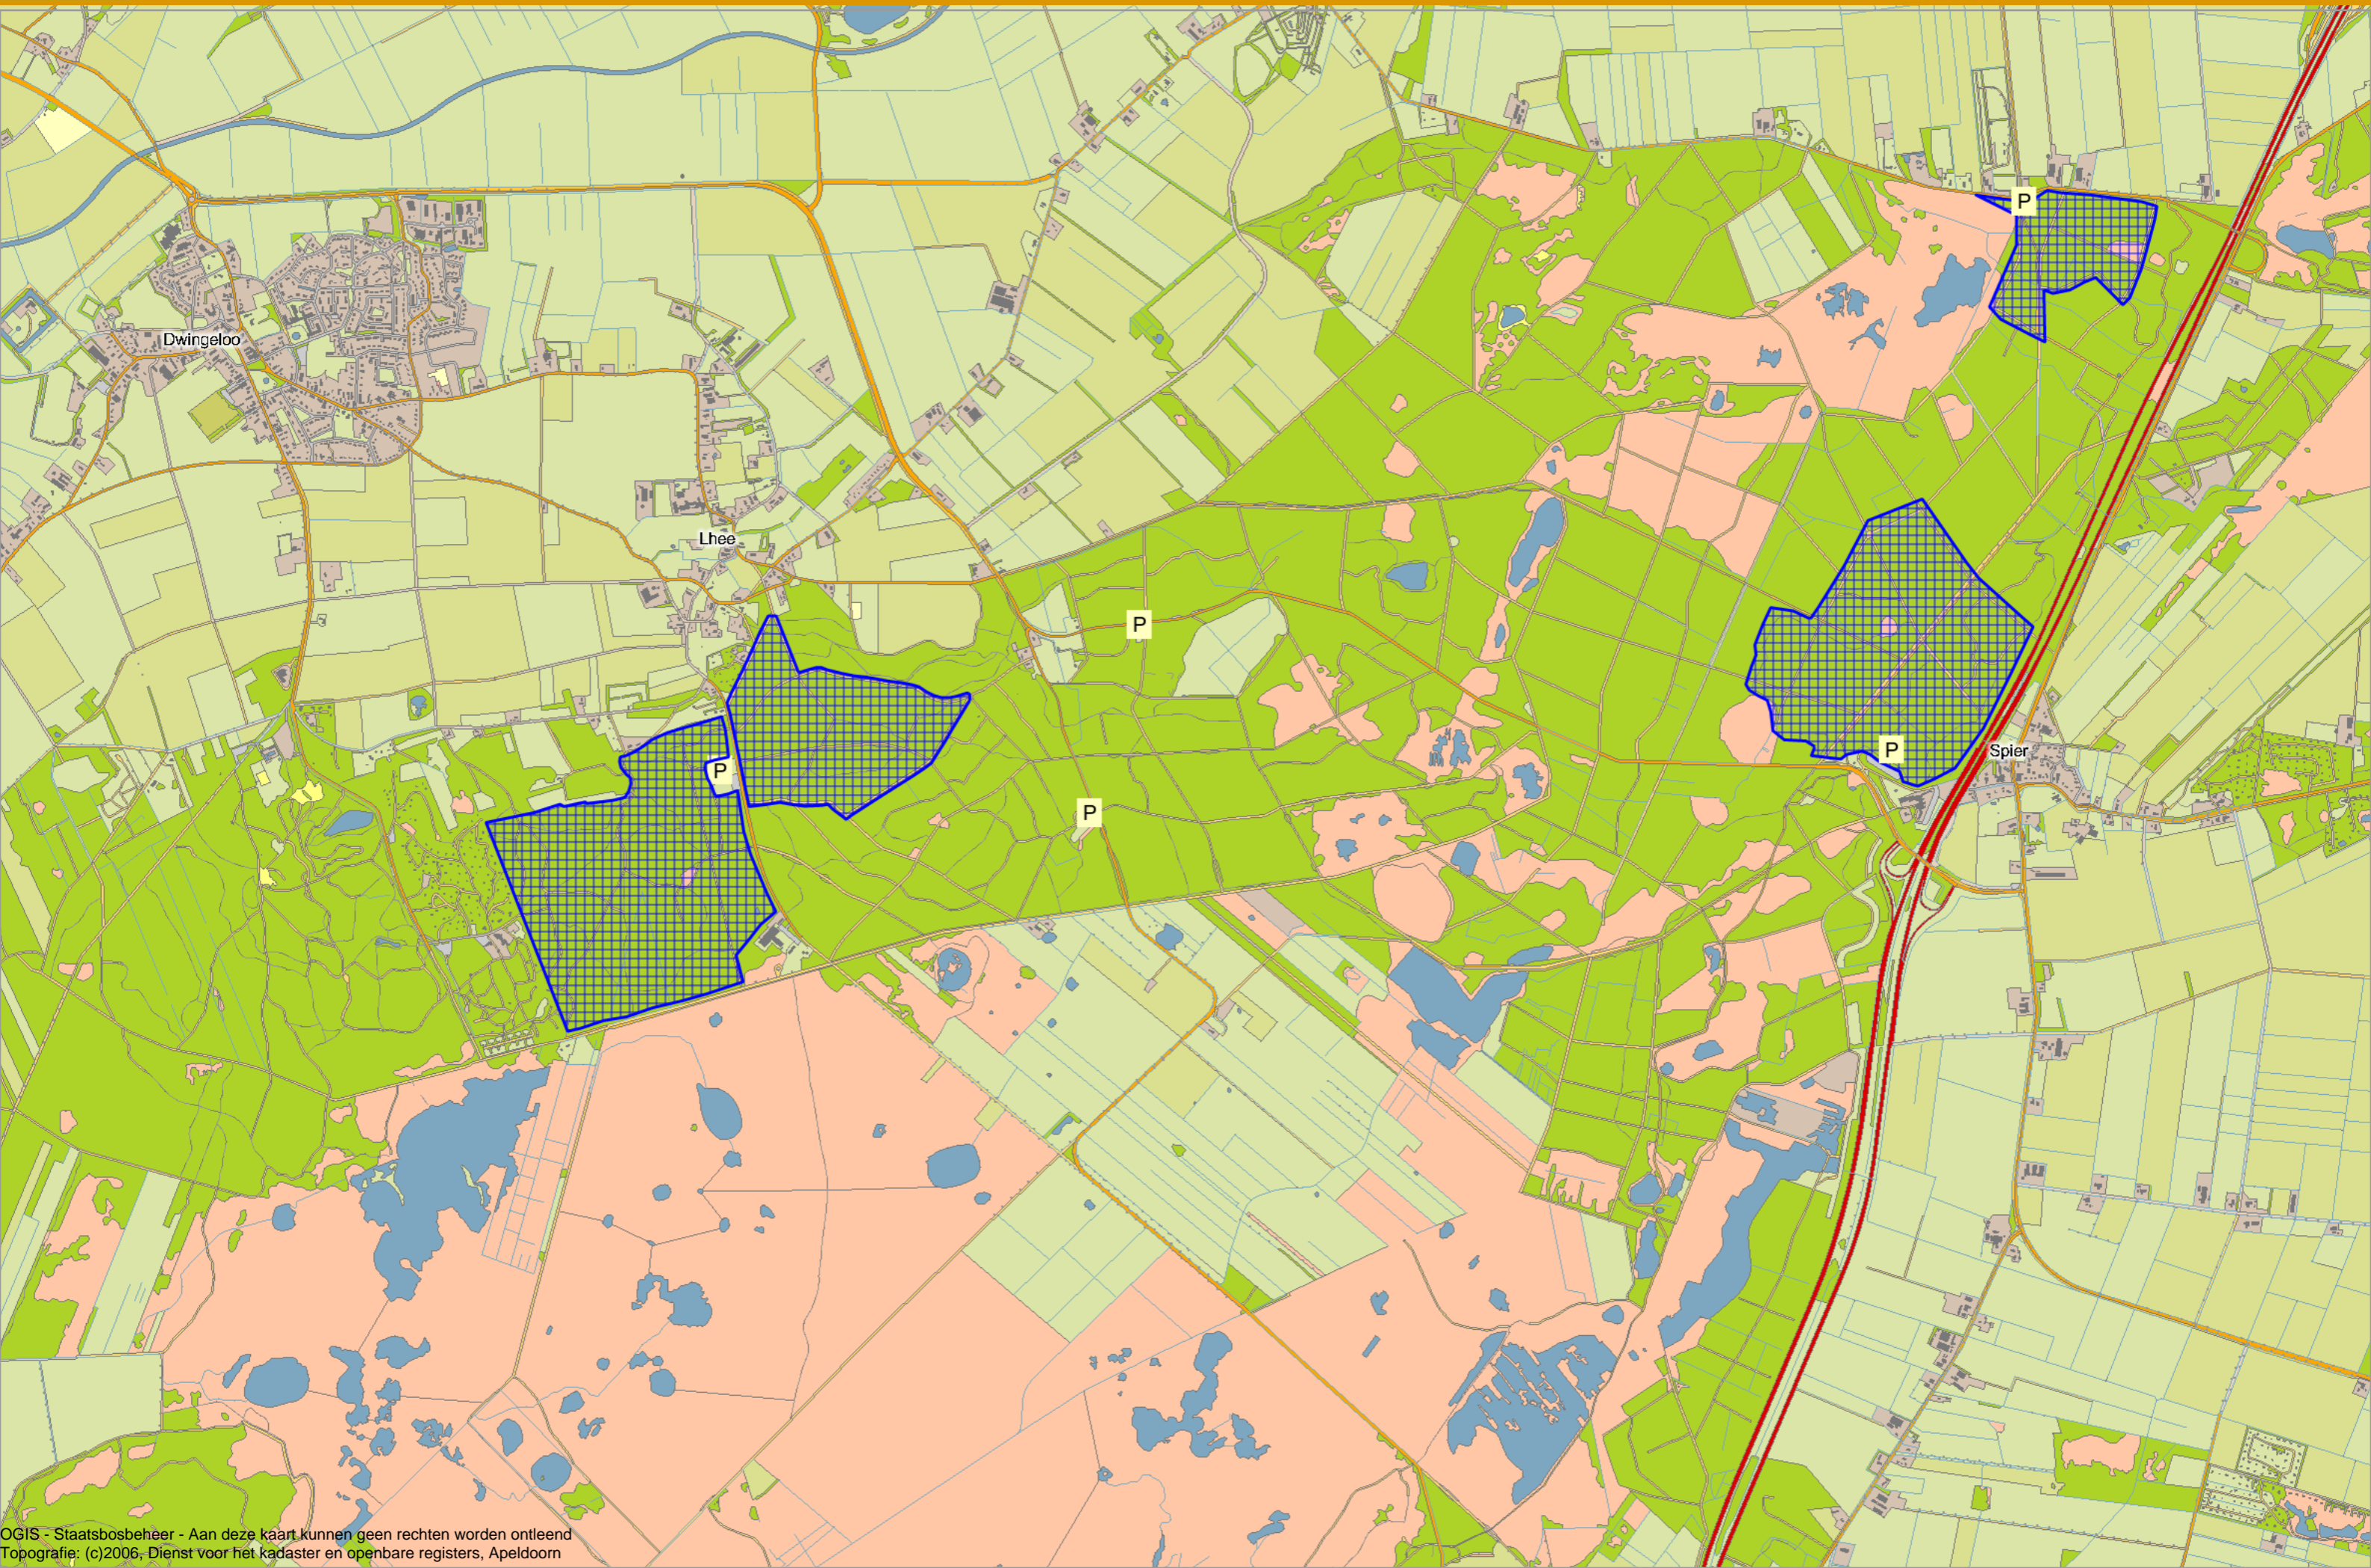 P
Dwingeloo
Lhee
P
P
P
Spier
P
P
OGIS - Staatsbosbeheer - Aan deze kaart kunnen geen rechten worden ontleend
Topografie: (c)2006, Dienst voor het kadaster en openbare registers, Apeldoorn